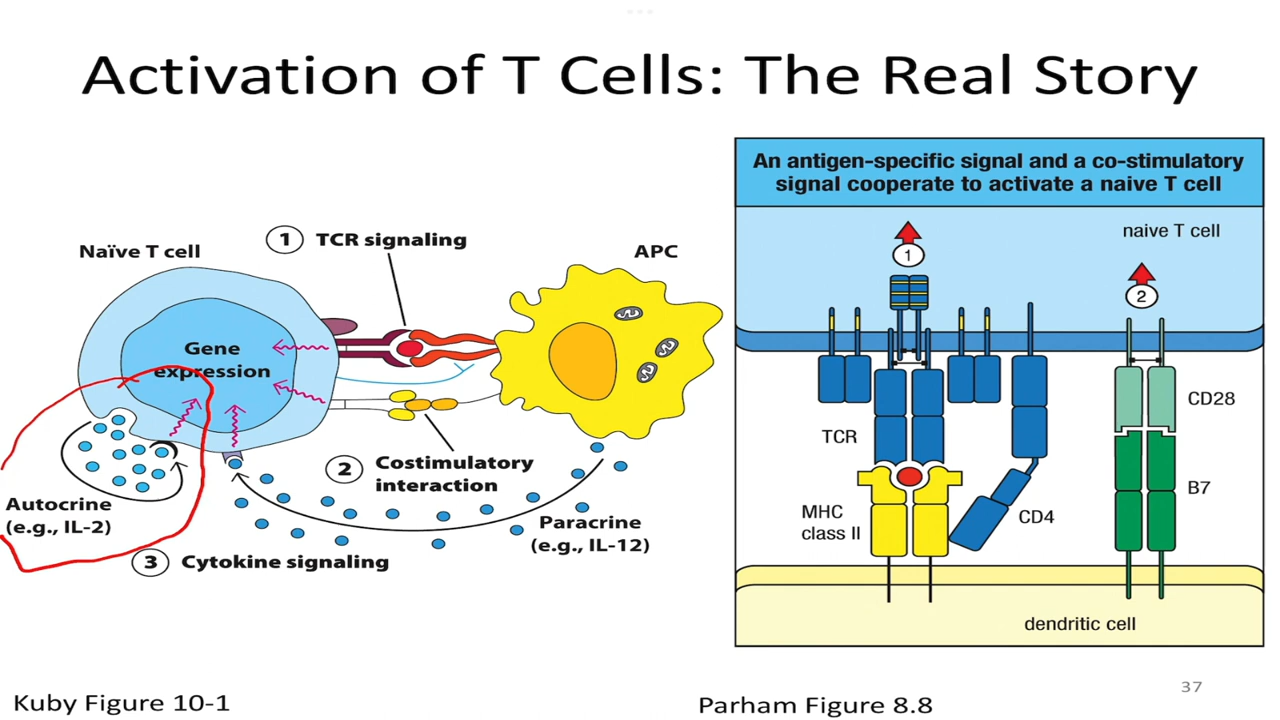 Activation of T Cells: The Real Story
Naïve T cell
1 TCR signaling
APC
Gene
expression
2 Costimulatory
interaction
Autocrine
(e.g., IL-2)
Paracrine
(e.g., IL-12)
3 Cytokine signaling
An antigen-specific signal and a co-stimulatory
signal cooperate to activate a naive T cell
naive T cell
1
2
CD28
TCR
B7
MHC
class II
CD4
dendritic cell
37
Kuby Figure 10-1
Parham Figure 8.8